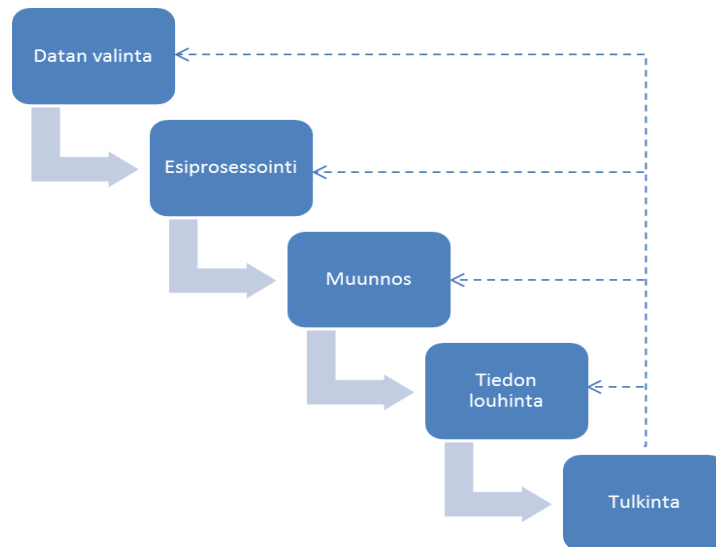 Datan valinta
Esiprosessointi
Muunnos
Tiedon
louhinta
Tulkinta